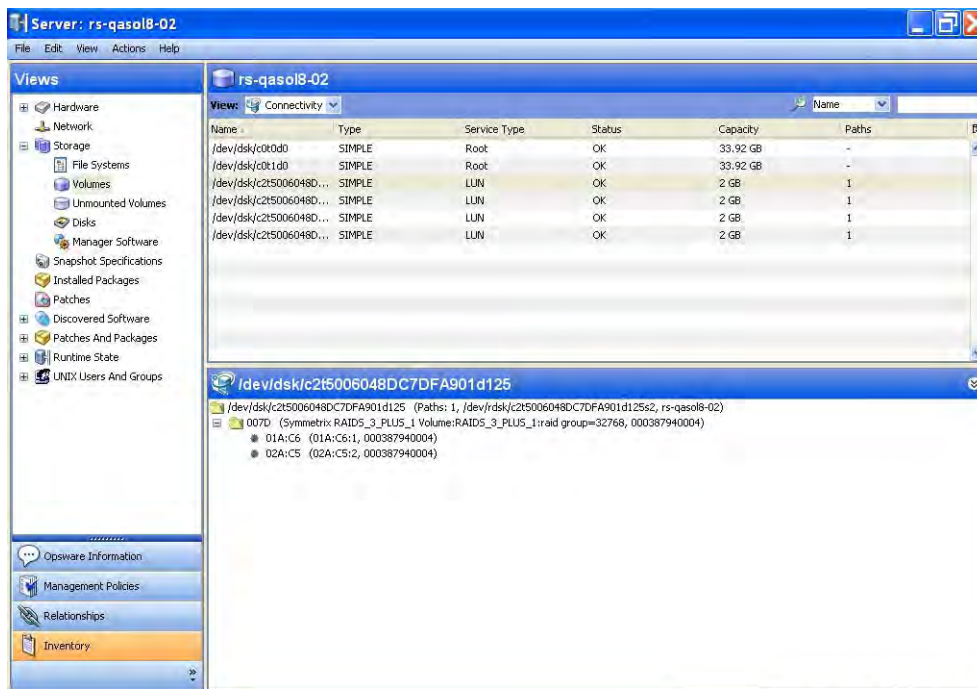 Server: rs-qasol8-02
File Edit View Actions Help
Views
Hardware
Network
Storage
File Systems
Volumes
Unmounted Volumes
Disks
Manager Software
Snapshot Specifications
Installed Packages
Patches
Discovered Software
Patches And Packages
Runtime State
UNIX Users And Groups
Opsware Information
Management Policies
Relationships
Inventory
rs-qasol8-02
View: Connectivity Name
Name Type Service Type Status Capacity Paths
/dev/dsk/c0t0d0 SIMPLE Root OK 33.92 GB -
/dev/dsk/c0t1d0 SIMPLE Root OK 33.92 GB -
/dev/dsk/c2t5006048D... SIMPLE LUN OK 2 GB 1
/dev/dsk/c2t5006048D... SIMPLE LUN OK 2 GB 1
/dev/dsk/c2t5006048D... SIMPLE LUN OK 2 GB 1
/dev/dsk/c2t5006048D... SIMPLE LUN OK 2 GB 1
/dev/dsk/c2t5006048DC7DFA901d125
/dev/dsk/c2t5006048DC7DFA901d125 (Paths: 1, /dev/rdsk/c2t5006048DC7DFA901d125s2, rs-qasol8-02)
007D (Symmetrix RAID5_3_PLUS_1 Volume:RAID5_3_PLUS_1:raid group=32768, 000387940004)
01A:C6 (01A:C6:1, 000387940004)
02A:C5 (02A:C5:2, 000387940004)